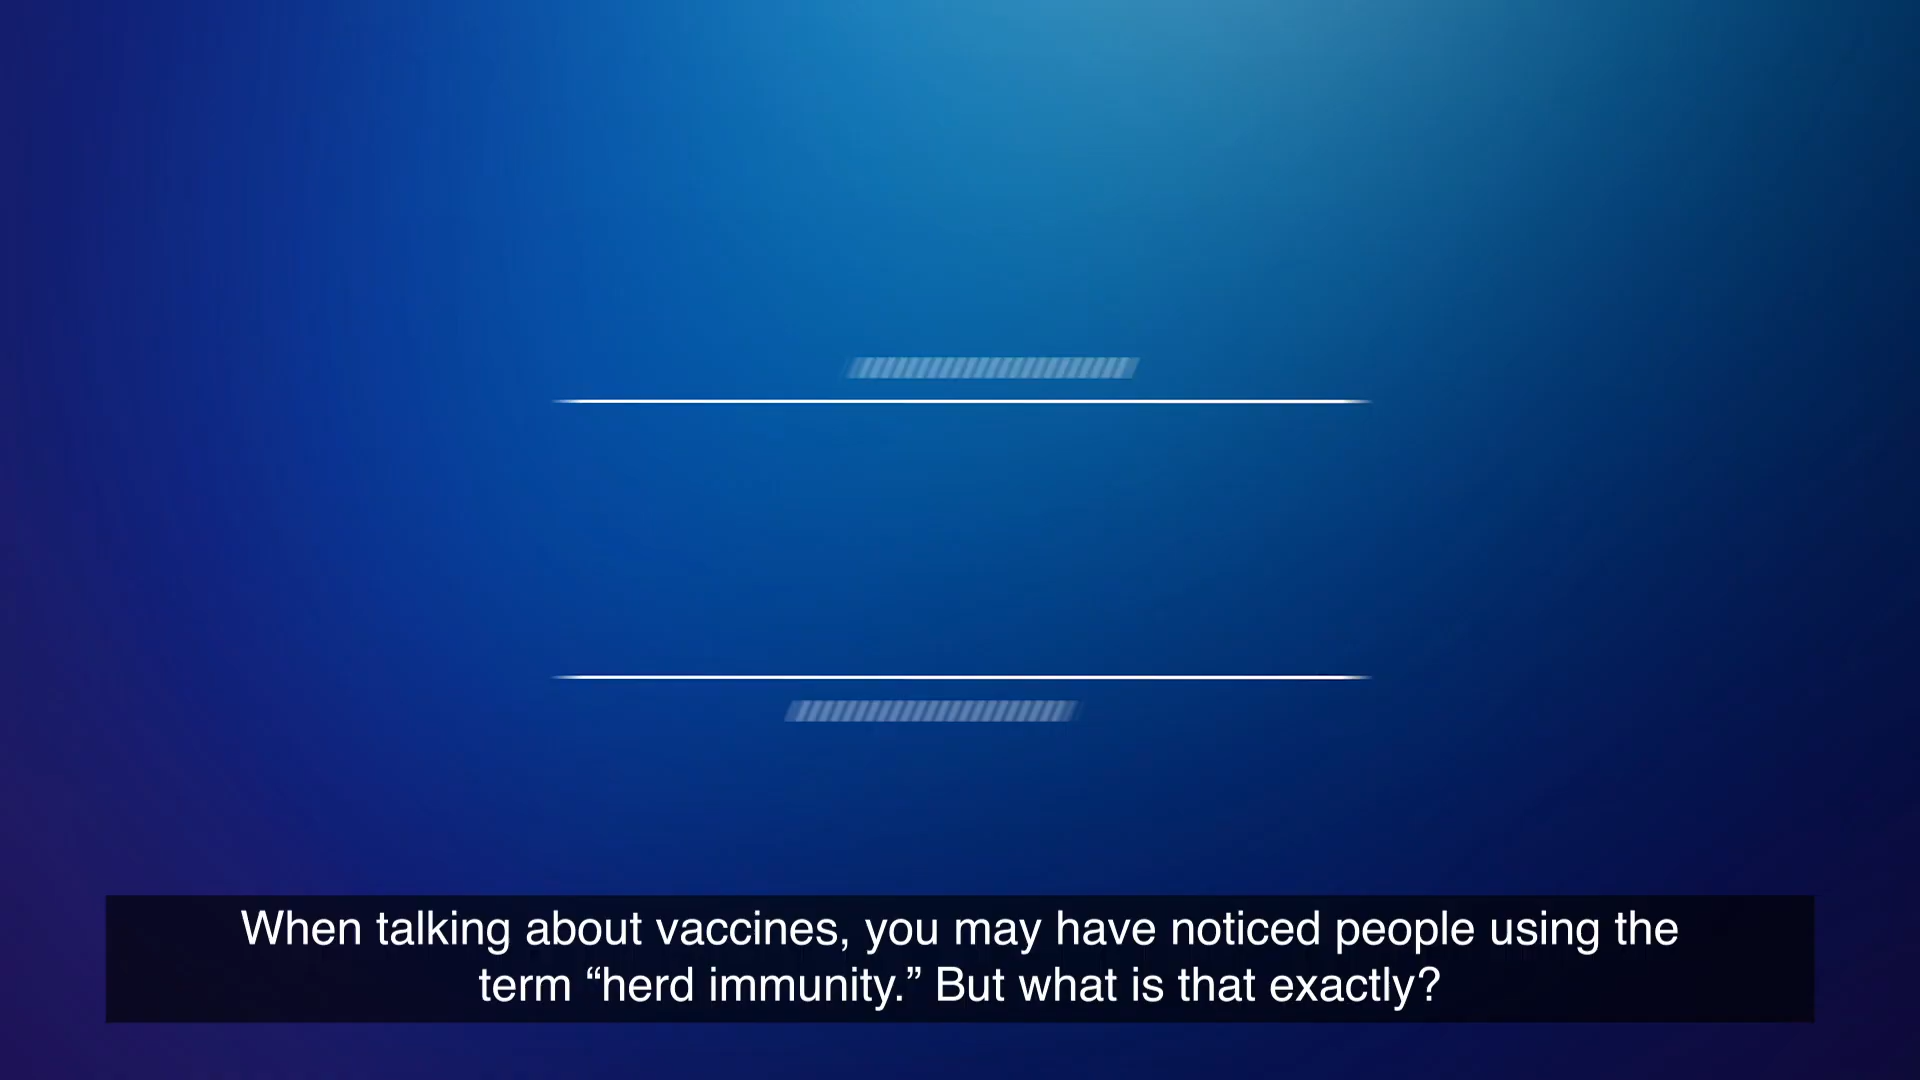 When talking about vaccines, you may have noticed people using the
term “herd immunity.” But what is that exactly?